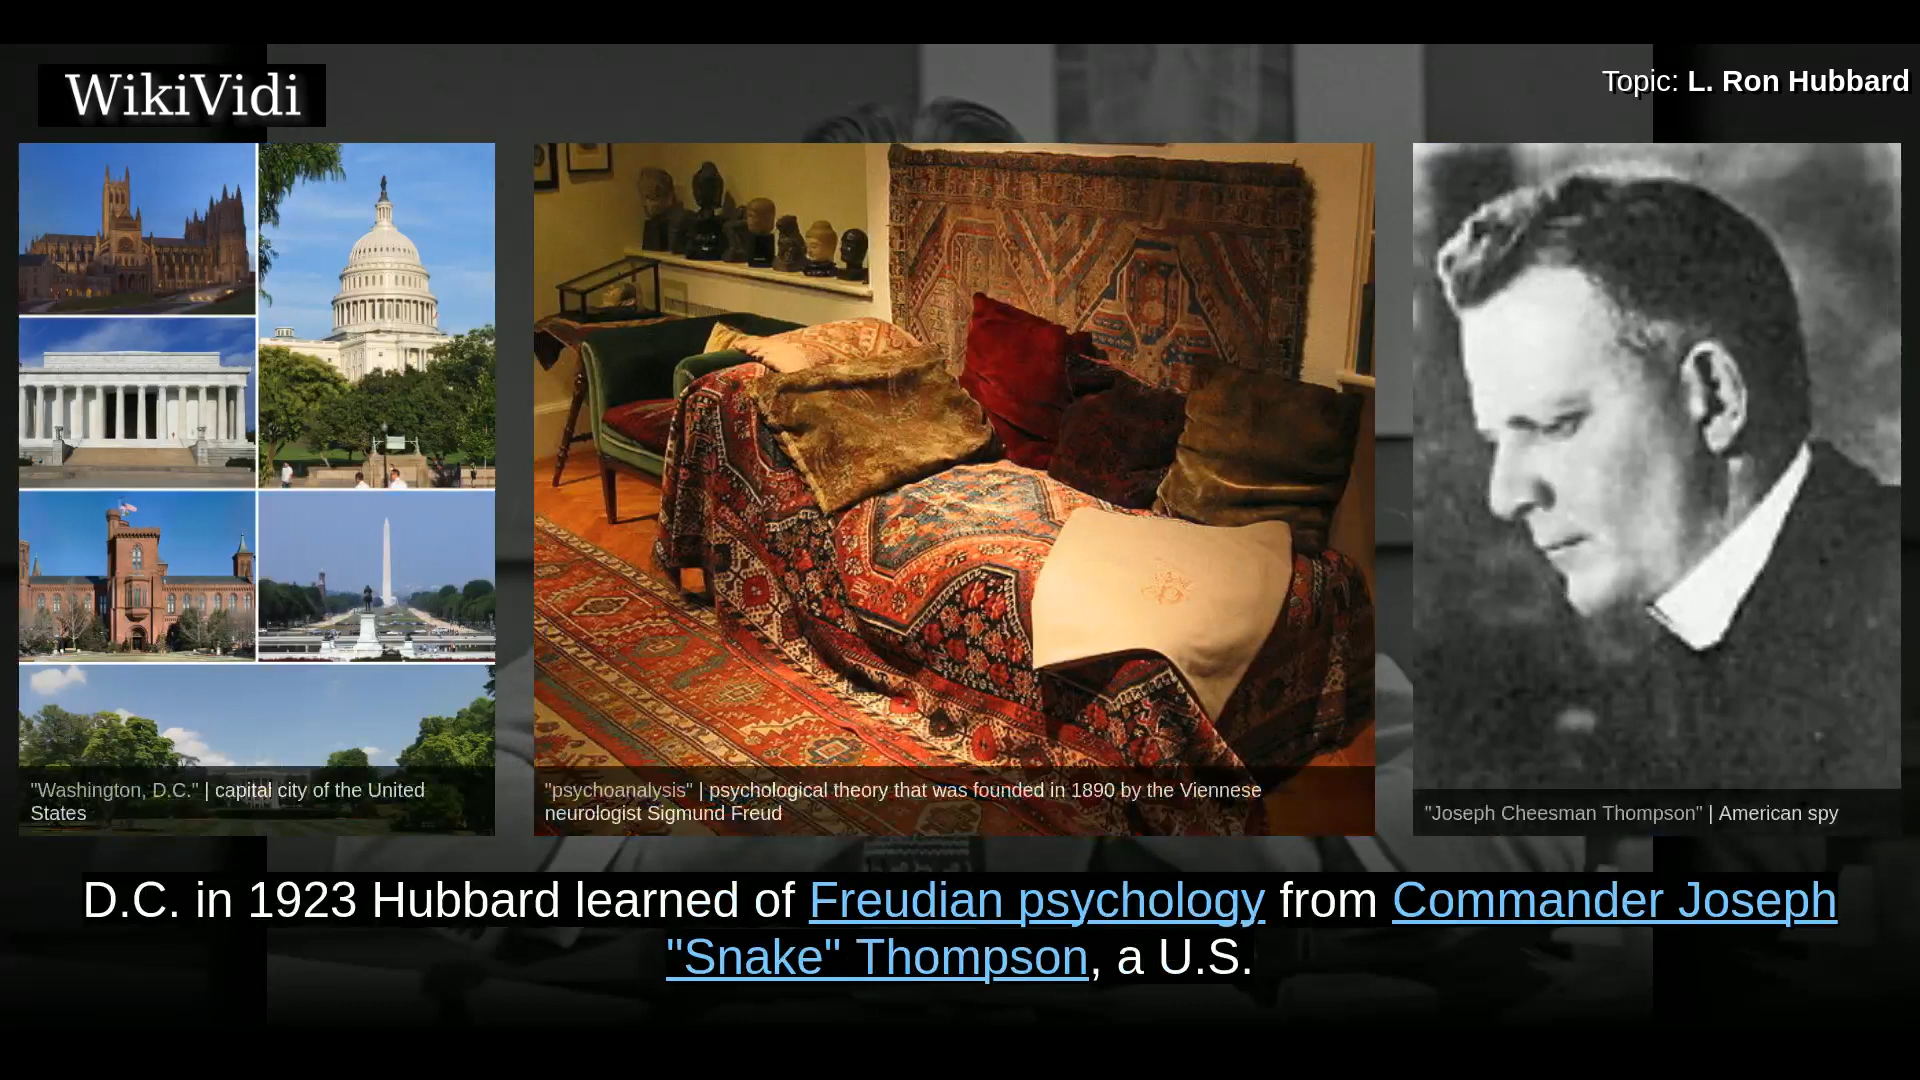 WikiVidi
Topic: L. Ron Hubbard
"Washington, D.C." | capital city of the United
States
"psychoanalysis" | psychological theory that was founded in 1890 by the Viennese
neurologist Sigmund Freud
"Joseph Cheesman Thompson" | American spy
D.C. in 1923 Hubbard learned of Freudian psychology from Commander Joseph
"Snake" Thompson, a U.S.